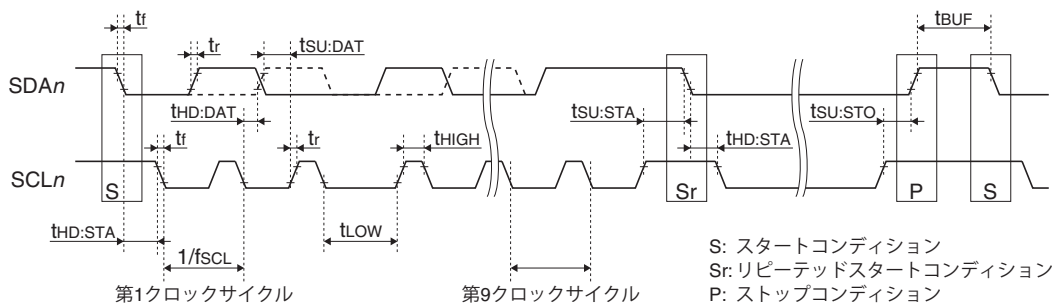 tf
tr
tSU:DAT
tBUF
SDAn
tHD:DAT
tSU:STA
tSU:STO
tf
tr
tHIGH
tHD:STA
SCLn
S
Sr
P
S
tHD:STA
tLOW
1/fSCL
第1クロックサイクル
第9クロックサイクル
S: スタートコンディション
Sr: リピーテッドスタートコンディション
P: ストップコンディション